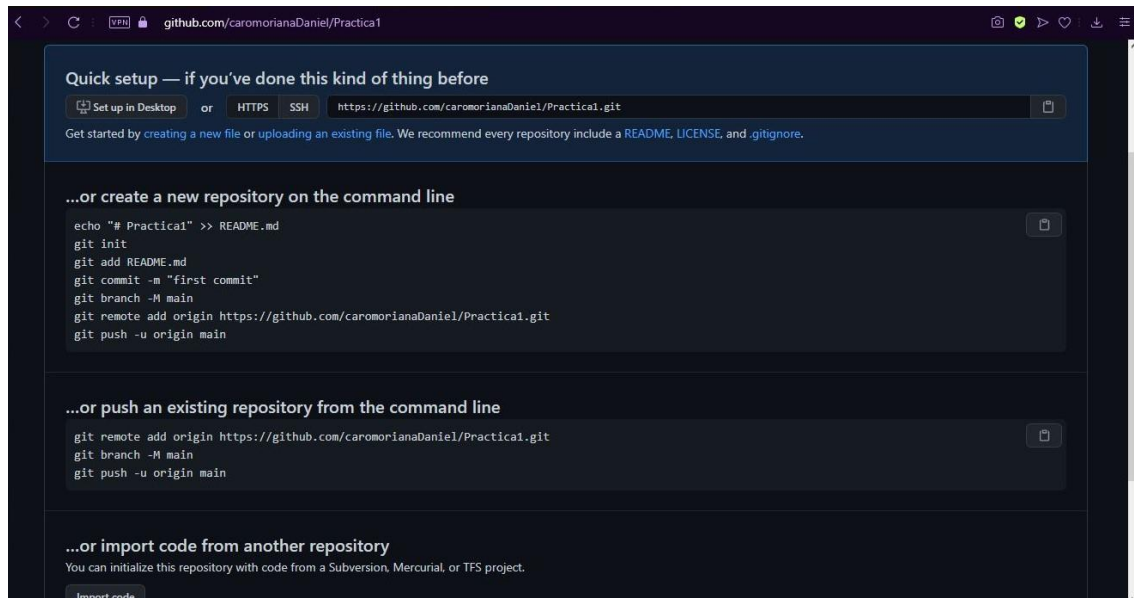 VPN github.com/caromorianaDaniel/Practica1
Quick setup — if you've done this kind of thing before
Set up in Desktop or HTTPS SSH https://github.com/caromorianaDaniel/Practica1.git
Get started by creating a new file or uploading an existing file. We recommend every repository include a README, LICENSE, and .gitignore.
...or create a new repository on the command line
echo "# Practica1" >> README.md
git init
git add README.md
git commit -m "first commit"
git branch -M main
git remote add origin https://github.com/caromorianaDaniel/Practica1.git
git push -u origin main
...or push an existing repository from the command line
git remote add origin https://github.com/caromorianaDaniel/Practica1.git
git branch -M main
git push -u origin main
...or import code from another repository
You can initialize this repository with code from a Subversion, Mercurial, or TFS project.
Import code